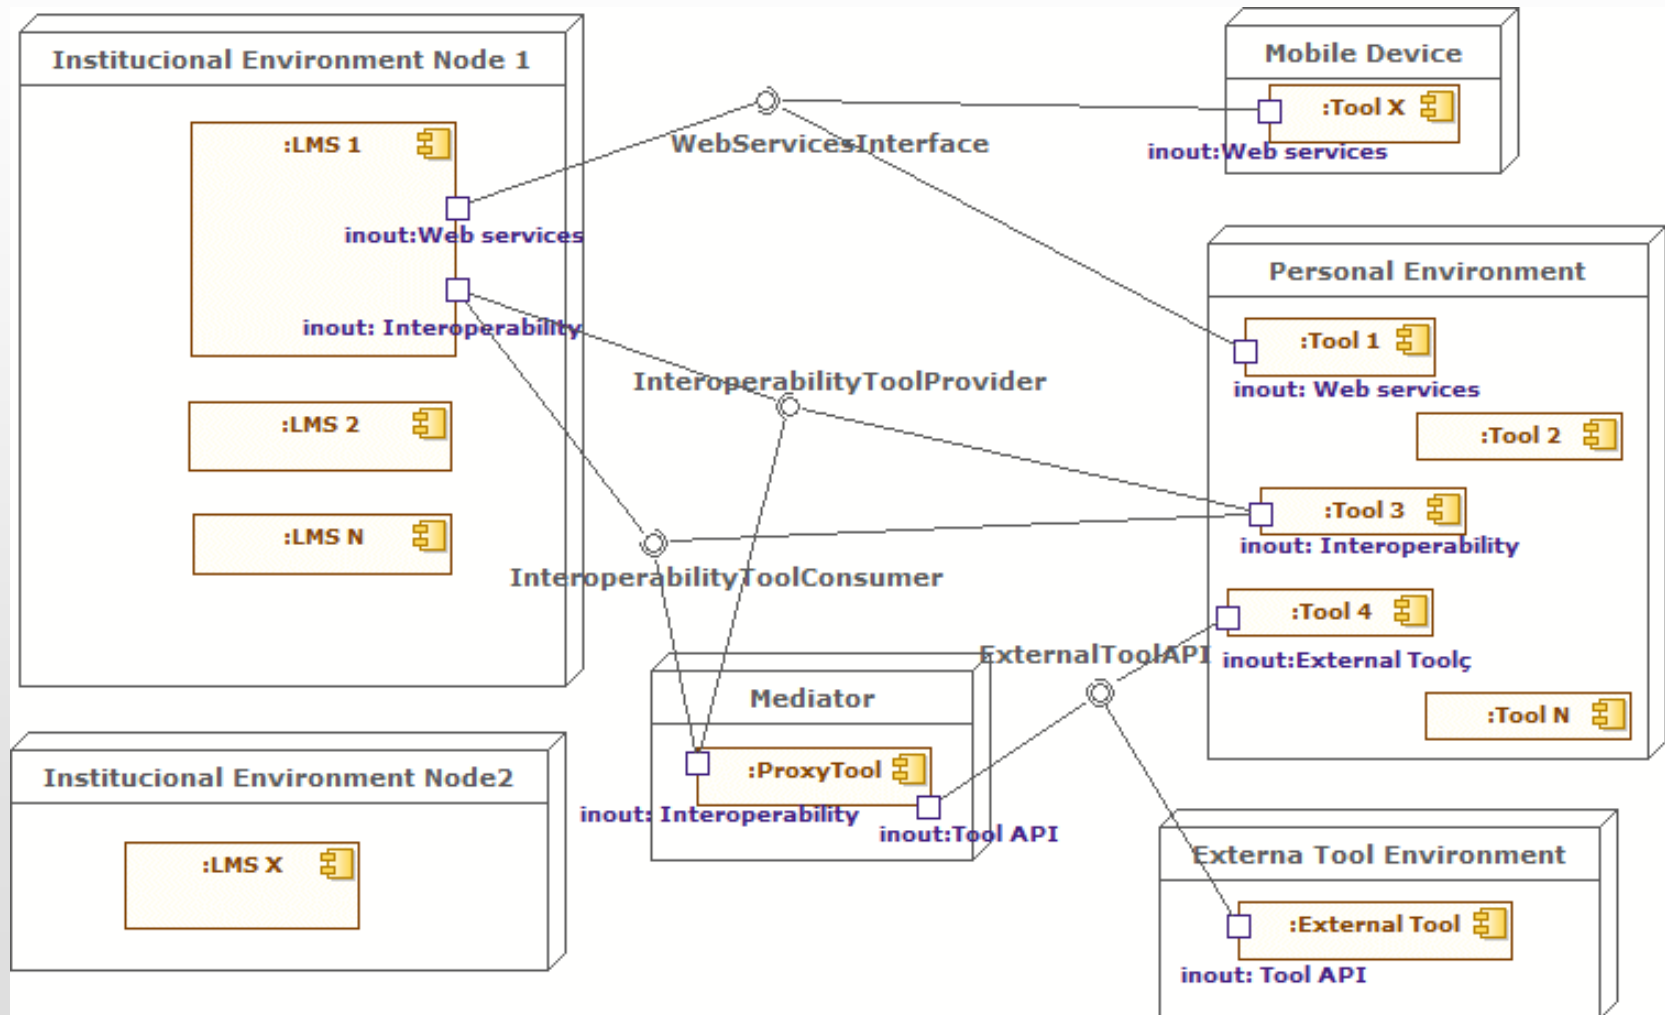 Institucional Environment Node 1
:LMS 1
inout:Web services
inout: Interoperability
:LMS 2
:LMS N
WebServicesInterface
Mobile Device
:Tool X
inout:Web services
Personal Environment
:Tool 1
inout: Web services
:Tool 2
:Tool 3
inout: Interoperability
:Tool 4
inout:External Toolç
:Tool N
InteroperabilityToolProvider
InteroperabilityToolConsumer
ExternalToolAPI
Mediator
:ProxyTool
inout: Interoperability
inout:Tool API
Institucional Environment Node2
:LMS X
Externa Tool Environment
:External Tool
inout: Tool API